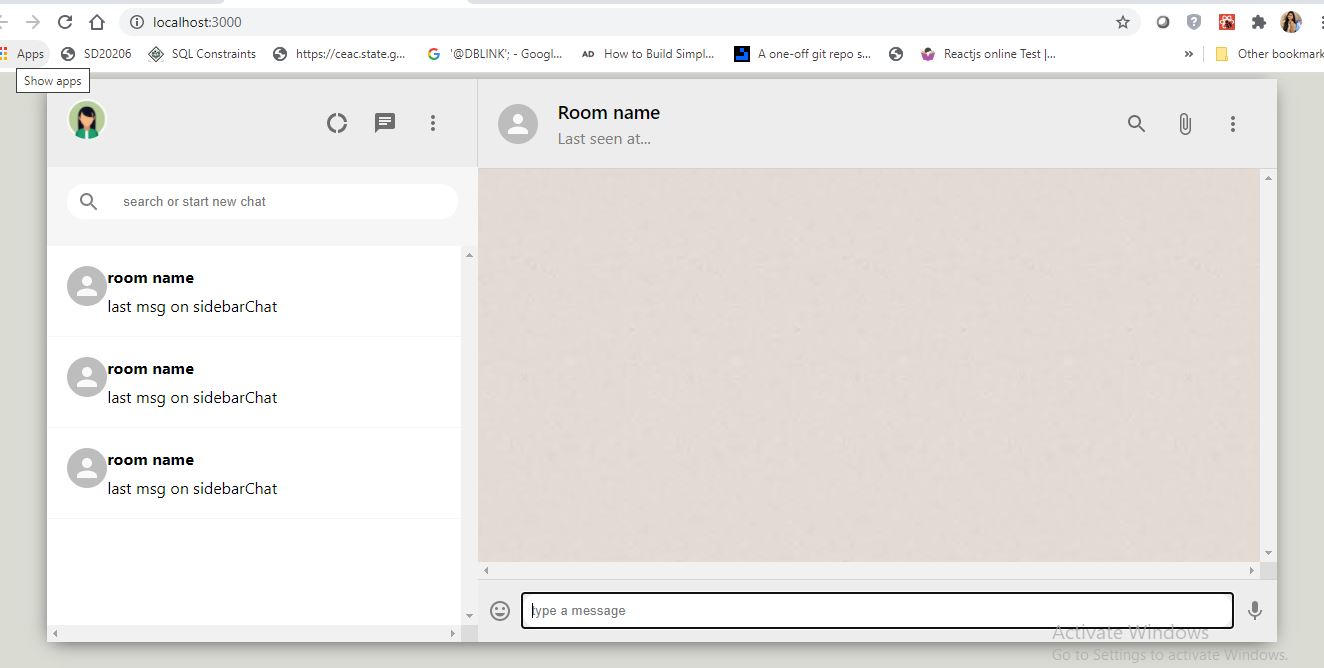 localhost:3000
Apps
SD20206
SQL Constraints
https://ceac.state.g...
'@DBLINK'; - Googl...
AD How to Build Simpl...
A one-off git repo s...
Reactjs online Test |,...
»
Other bookmark
Show apps
Room name
Last seen at...
search or start new chat
room name
last msg on sidebarChat
room name
last msg on sidebarChat
room name
last msg on sidebarChat
type a message
Activate Windows
Go to Settings to activate Windows.